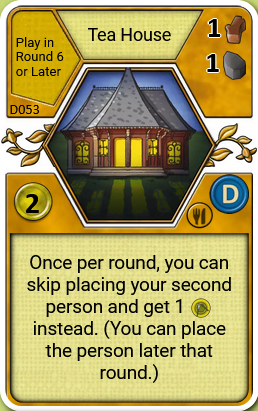 Play in
Round 6
or Later
D053
Tea House
1
1
2
D
Once per round, you can
skip placing your second
person and get 1
instead. (You can place
the person later that
round.)